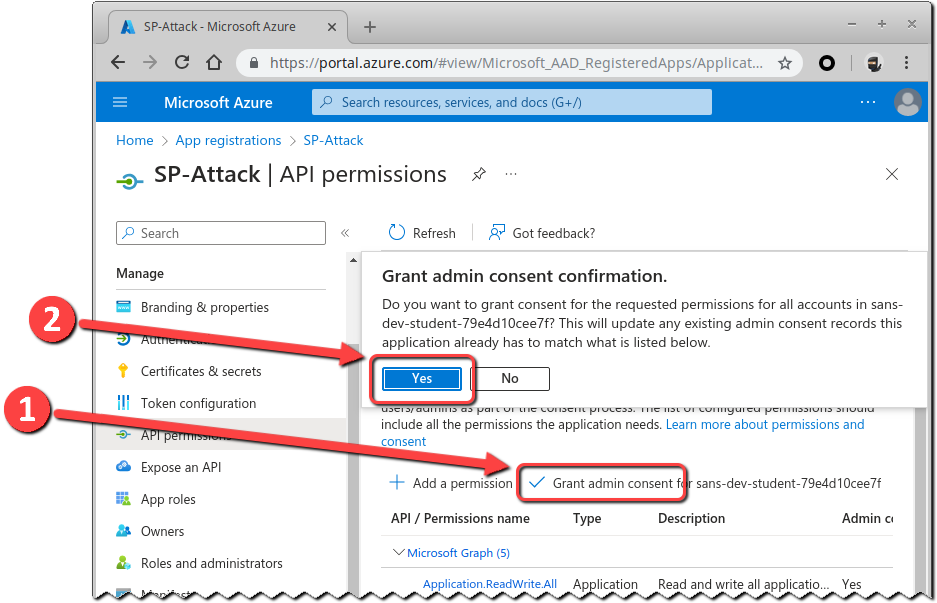 SP-Attack - Microsoft Azure
https://portal.azure.com/#view/Microsoft_AAD_RegisteredApps/Applicat...
Microsoft Azure
Search resources, services, and docs (G+/)
Home > App registrations > SP-Attack
SP-Attack | API permissions
Search
Refresh
Got feedback?
Manage
Branding & properties
Certificates & secrets
Token configuration
API permissions
Expose an API
App roles
Owners
Roles and administrators
Grant admin consent confirmation.
Do you want to grant consent for the requested permissions for all accounts in sans-
dev-student-79e4d10cee7f? This will update any existing admin consent records this
application already has to match what is listed below.
Yes
No
users/admins as part of the consent process. The list of configured permissions should
include all the permissions the application needs. Learn more about permissions and
consent
Add a permission
Grant admin consent for sans-dev-student-79e4d10cee7f
API / Permissions name
Type
Description
Admin co
Microsoft Graph (5)
Application.ReadWrite.All
Application
Read and write all applicatio...
Yes
2
1